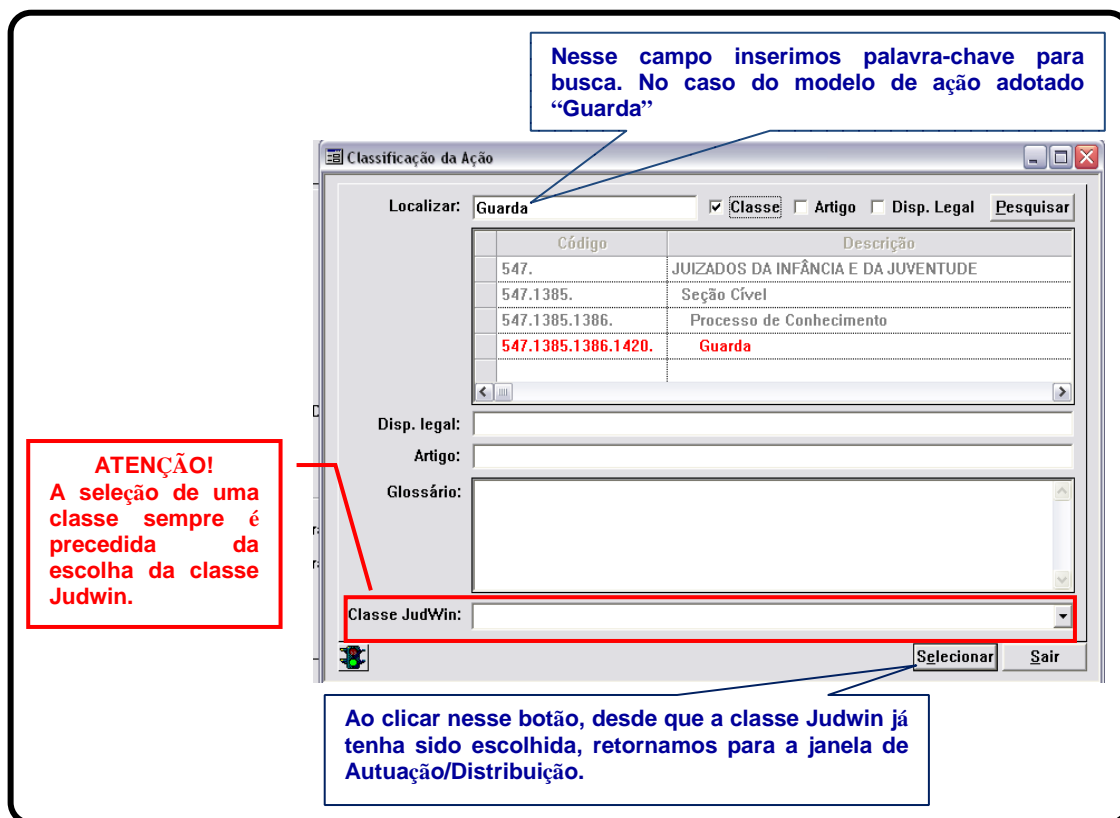 Nesse campo inserimos palavra-chave para
busca. No caso do modelo de ação adotado
“Guarda”
Classificação da Ação
Localizar: Guarda Classe Artigo Disp. Legal Pesquisar
Código Descrição
547. JUIZADOS DA INFÂNCIA E DA JUVENTUDE
547.1385. Seção Cível
547.1385.1386. Processo de Conhecimento
547.1385.1386.1420. Guarda
Disp. legal:
Artigo:
Glossário:
ATENÇÃO!
A seleção de uma
classe sempre é
precedida da
escolha da classe
Judwin.
Classe JudWin:
Selecionar Sair
Ao clicar nesse botão, desde que a classe Judwin já
tenha sido escolhida, retornamos para a janela de
Autuação/Distribuição.